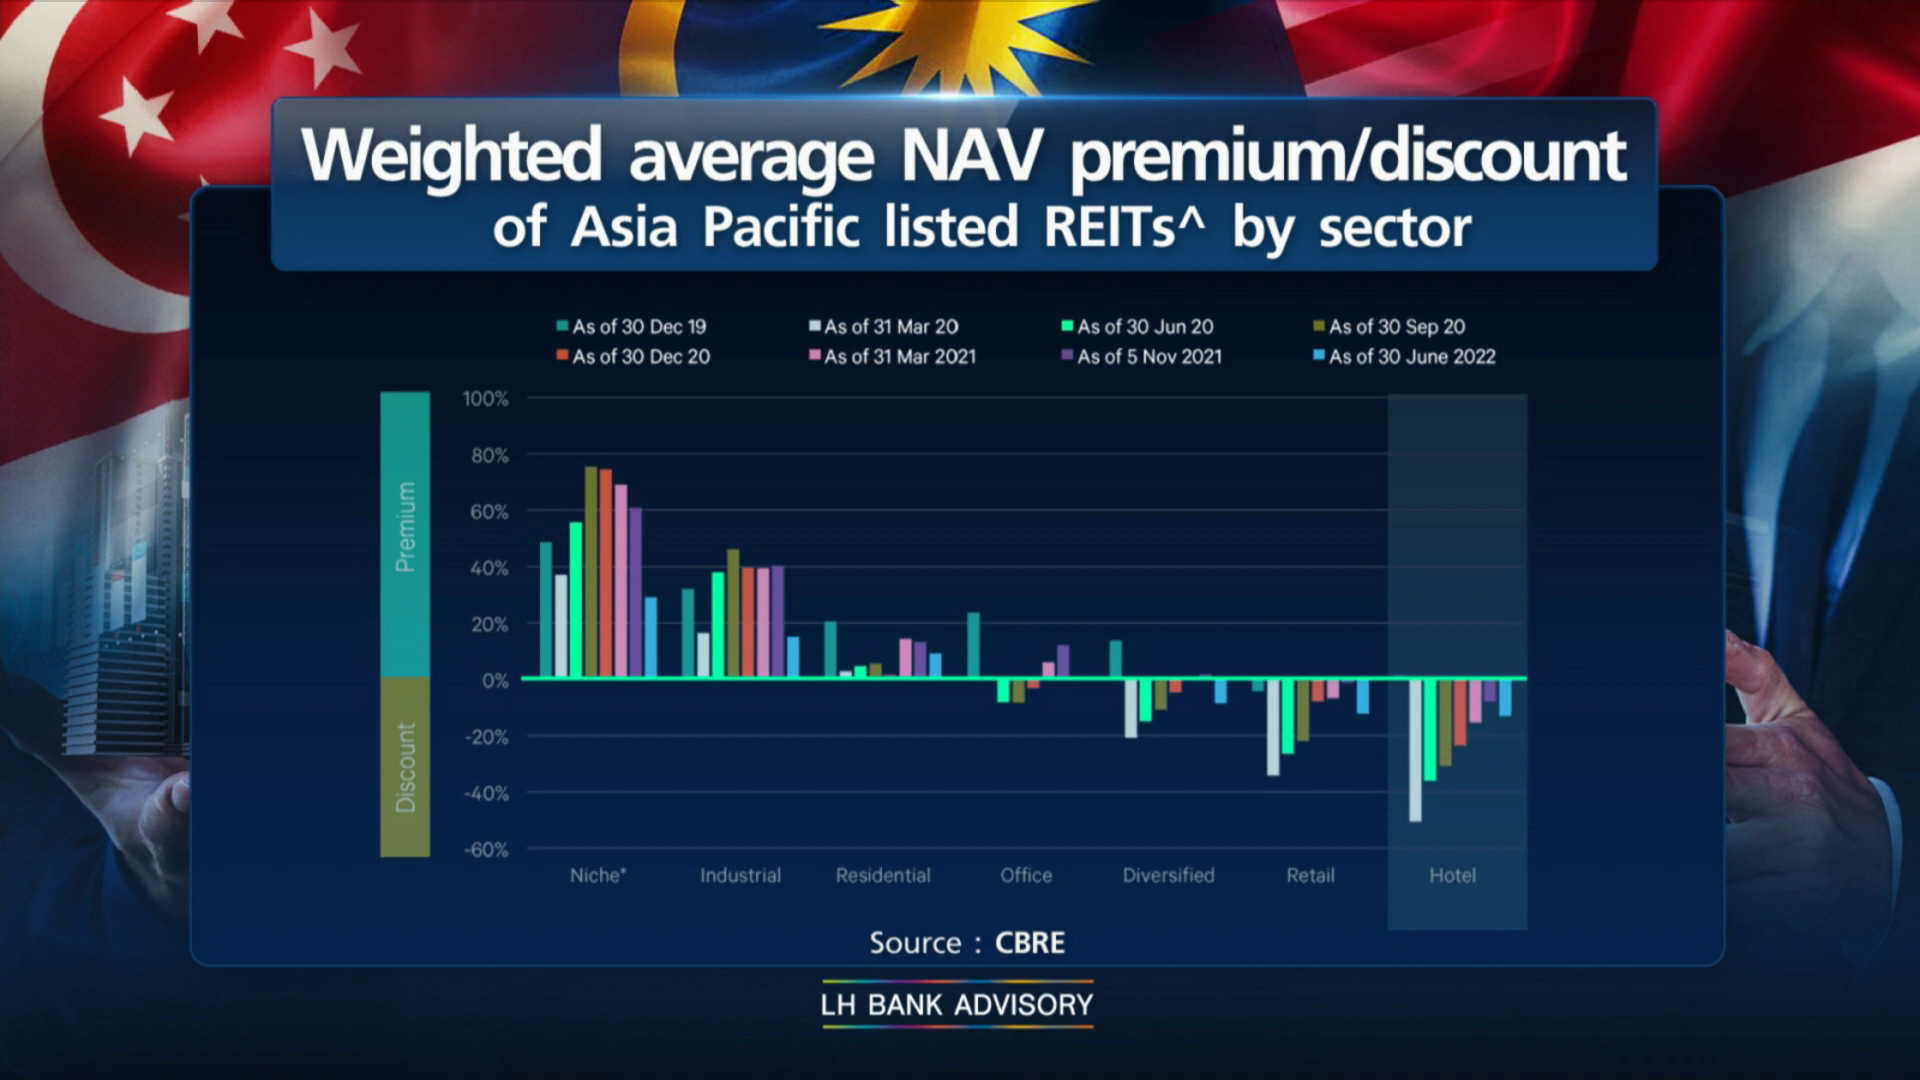 Weighted average NAV premium/discount
of Asia Pacific listed REITs^ by sector
As of 30 Dec 19
As of 31 Mar 20
As of 30 Jun 20
As of 30 Sep 20
As of 30 Dec 20
As of 31 Mar 2021
As of 5 Nov 2021
As of 30 June 2022
Premium
Discount
100%
80%
60%
40%
20%
0%
-20%
-40%
-60%
Niche*
Industrial
Residential
Office
Diversified
Retail
Hotel
Source : CBRE
LH BANK ADVISORY